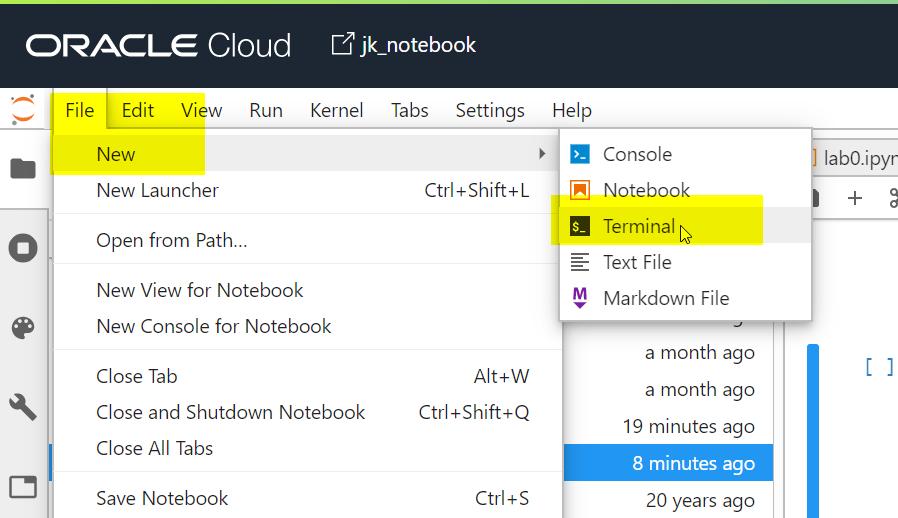 ORACLE Cloud jk_notebook
File Edit View Run Kernel Tabs Settings Help
New
New Launcher Ctrl+Shift+L
Open from Path...
New View for Notebook
New Console for Notebook
Close Tab Alt+W
Close and Shutdown Notebook Ctrl+Shift+Q
Close All Tabs
Save Notebook Ctrl+S
Console
Notebook
$_ Terminal
Text File
M Markdown File
lab0.ipyn
a month ago
a month ago
19 minutes ago
8 minutes ago
20 years ago
[ ]